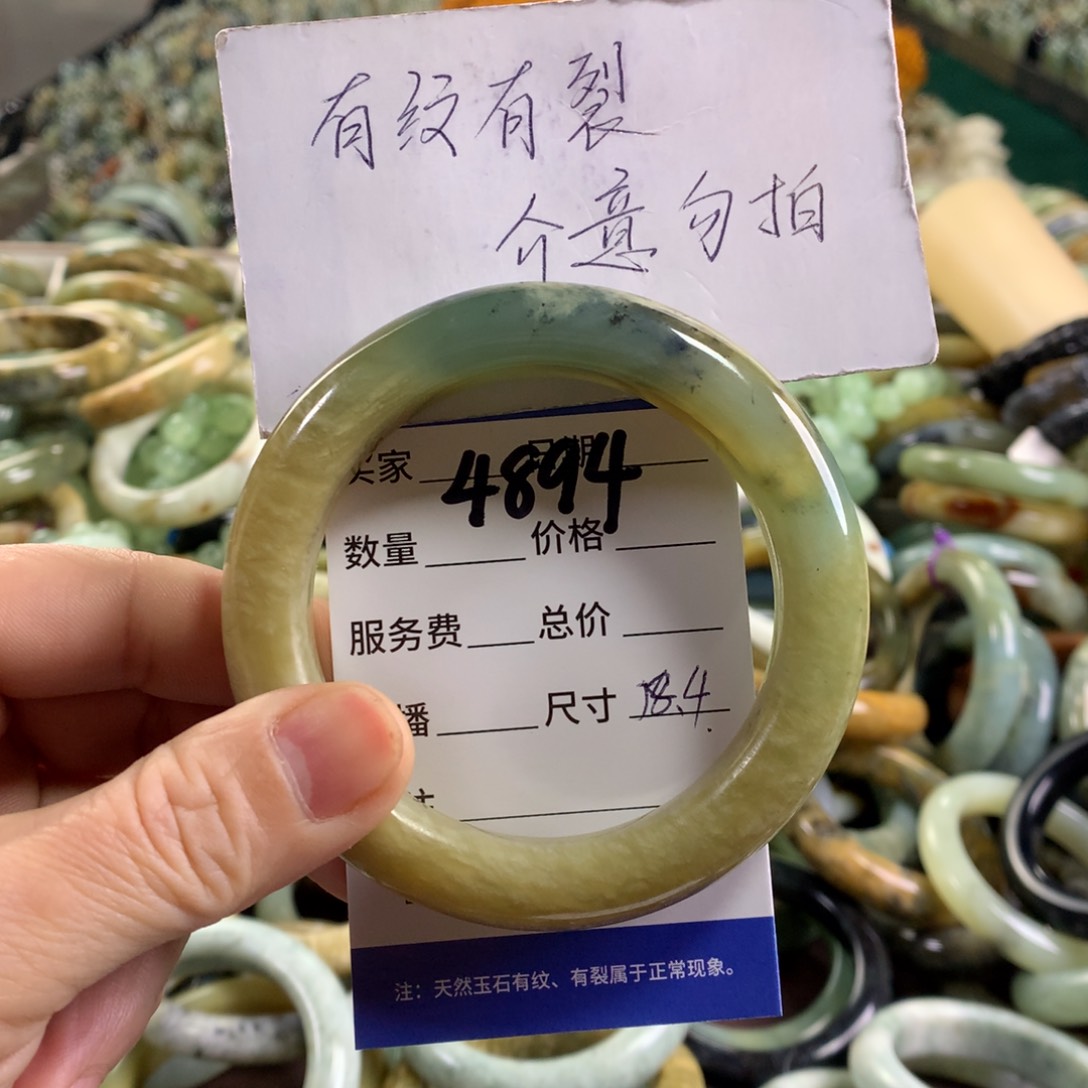 有纹有裂
介意勿拍
买家 日期
4894
数量 价格
服务费 总价
播 尺寸
注：天然玉石有纹、有裂属于正常现象。